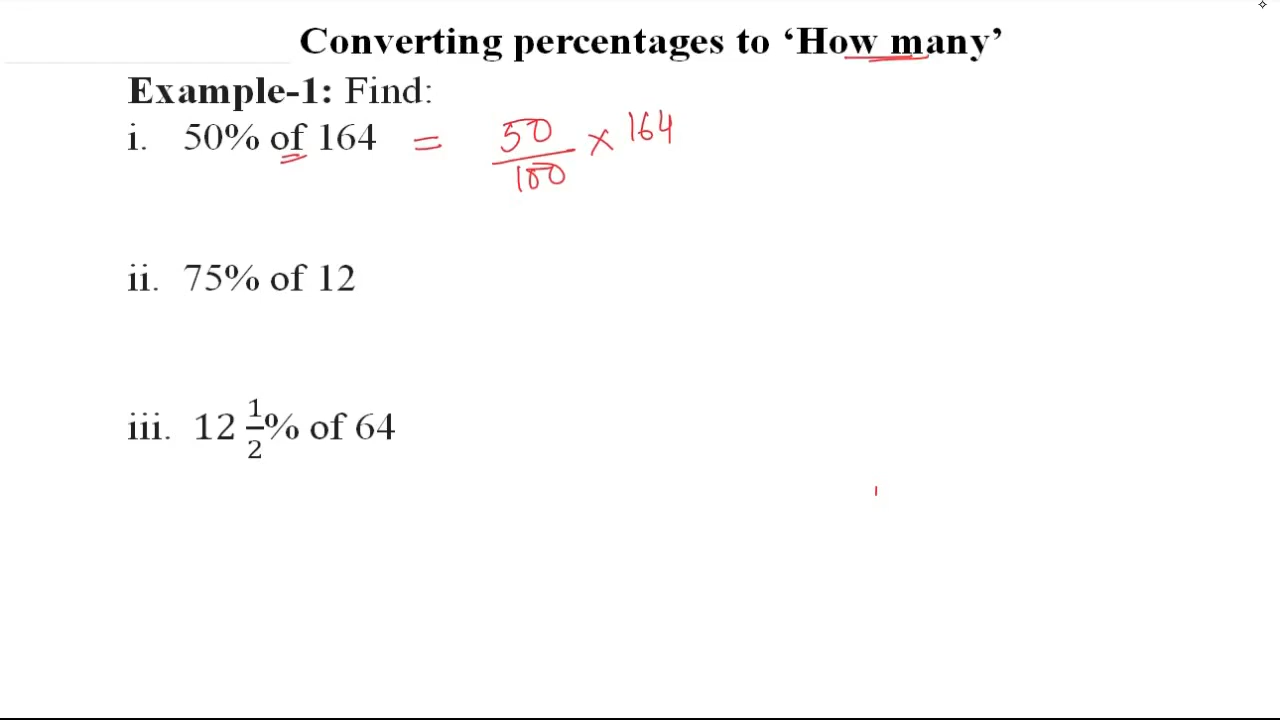 Converting percentages to ‘How many’
Example-1: Find:
i. 50% of 164 = 50/100 × 164
ii. 75% of 12
iii. 12 1/2% of 64